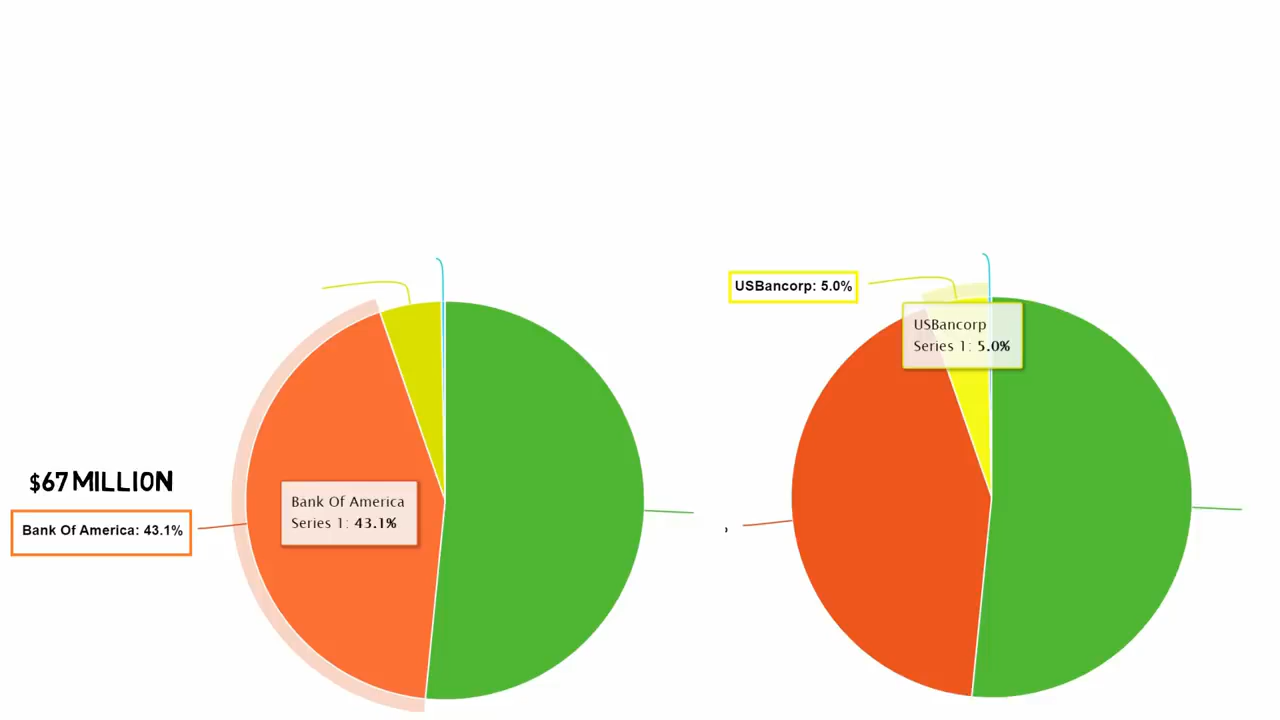 $67 MILLION
Bank Of America: 43.1%
Bank Of America
Series 1: 43.1%
USBancorp: 5.0%
USBancorp
Series 1: 5.0%